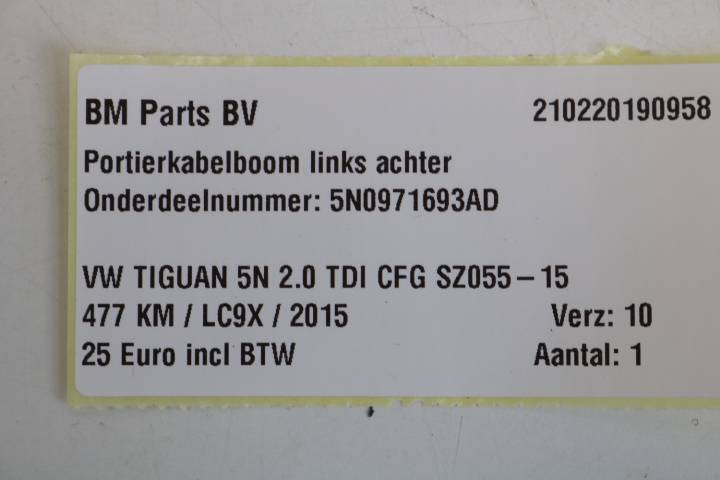 BM Parts BV 210220190958
Portierkabelboom links achter
Onderdeelnummer: 5N0971693AD
VW TIGUAN 5N 2.0 TDI CFG SZ055-15
477 KM / LC9X / 2015 Verz: 10
25 Euro incl BTW Aantal: 1